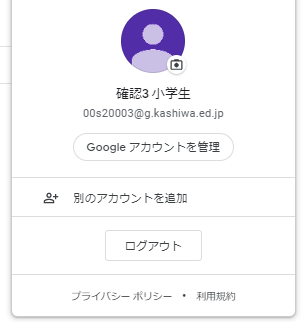 確認3 小学生
00s20003@g.kashiwa.ed.jp
Google アカウントを管理
別のアカウントを追加
ログアウト
プライバシー ポリシー • 利用規約